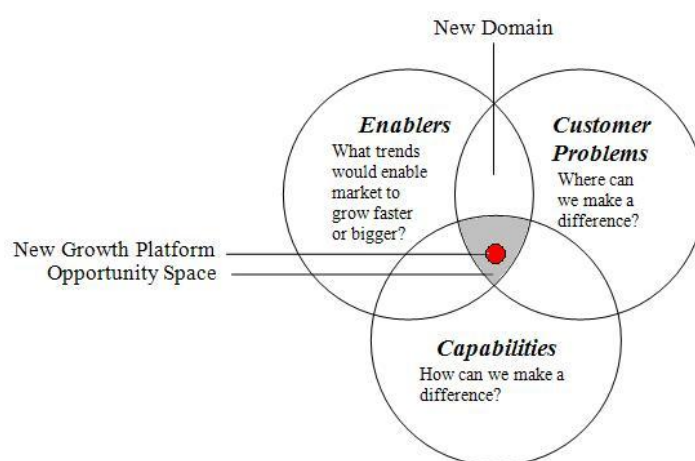 New Domain
Enablers
What trends
would enable
market to
grow faster
or bigger?
Customer
Problems
Where can
we make a
difference?
New Growth Platform
Opportunity Space
Capabilities
How can we make a
difference?